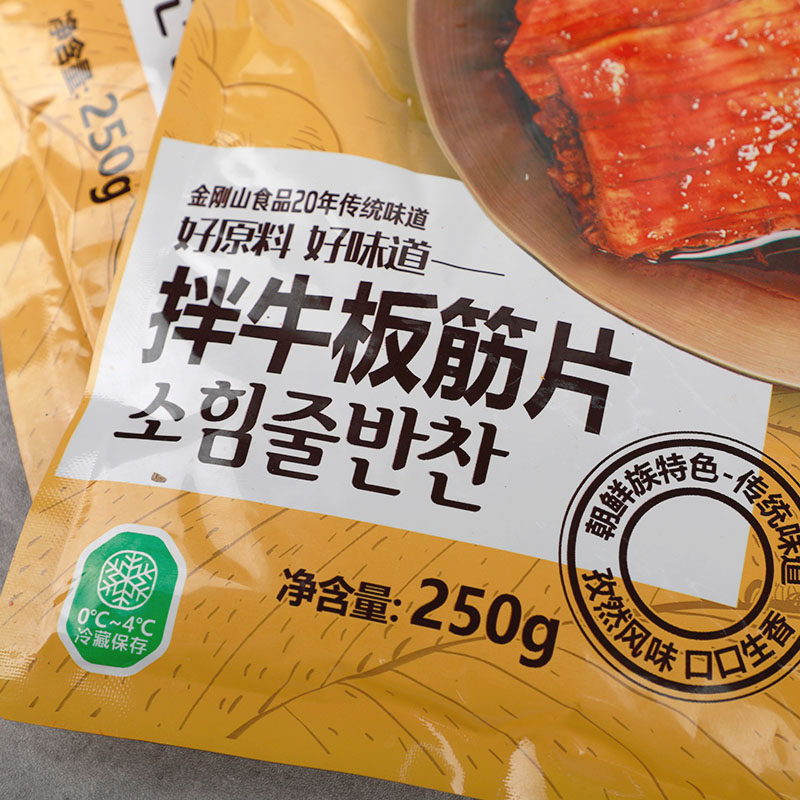 净含量: 250g
金刚山食品20年传统味道
好原料 好味道——
拌牛板筋片
소힘줄반찬
朝鲜族特色-传统味道
孜然风味 口口生香
净含量: 250g
0℃~4℃
冷藏保存